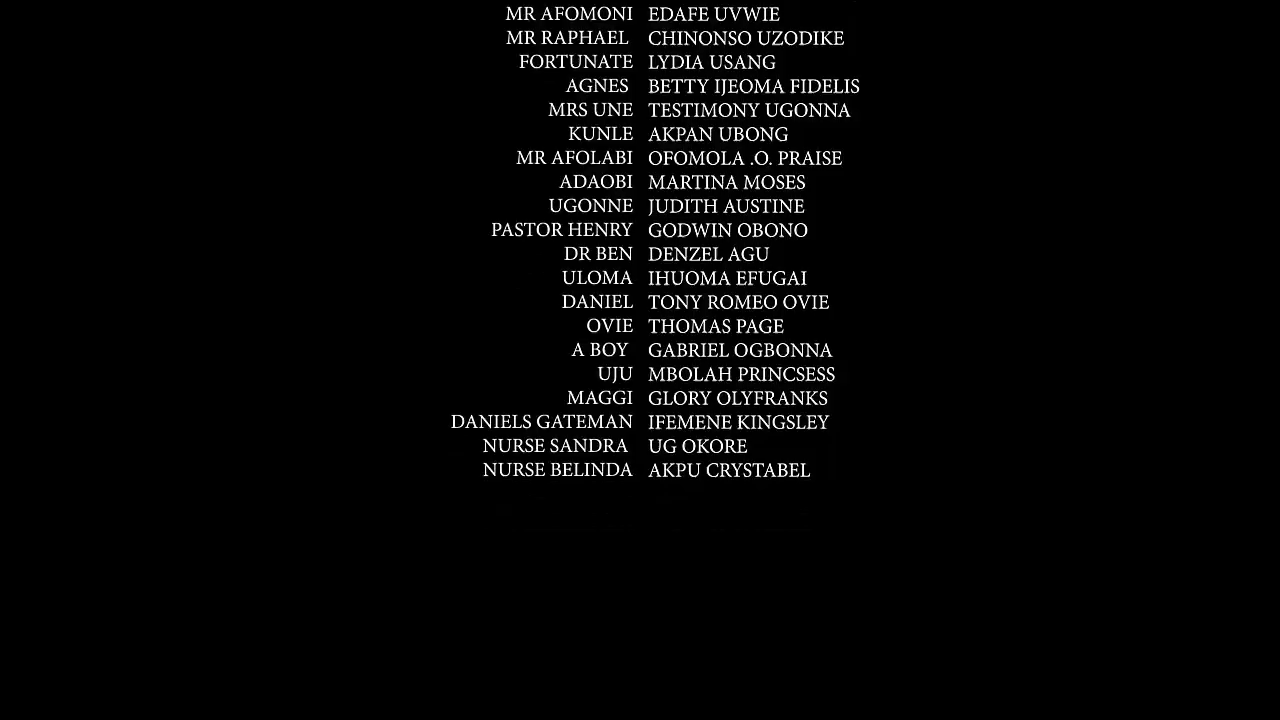 MR AFOMONI EDAFE UVWIE
MR RAPHAEL CHINONSO UZODIKE
FORTUNATE LYDIA USANG
AGNES BETTY IJEOMA FIDELIS
MRS UNE TESTIMONY UGONNA
KUNLE AKPAN UBONG
MR AFOLABI OFOMOLA .O. PRAISE
ADAOBI MARTINA MOSES
UGONNE JUDITH AUSTINE
PASTOR HENRY GODWIN OBONO
DR BEN DENZEL AGU
ULOMA IHUOMA EFUGAI
DANIEL TONY ROMEO OVIE
OVIE THOMAS PAGE
A BOY GABRIEL OGBONNA
UJU MBOLAH PRINCSESS
MAGGI GLORY OLYFRANKS
DANIELS GATEMAN IFEMENE KINGSLEY
NURSE SANDRA UG OKORE
NURSE BELINDA AKPU CRYSTABEL